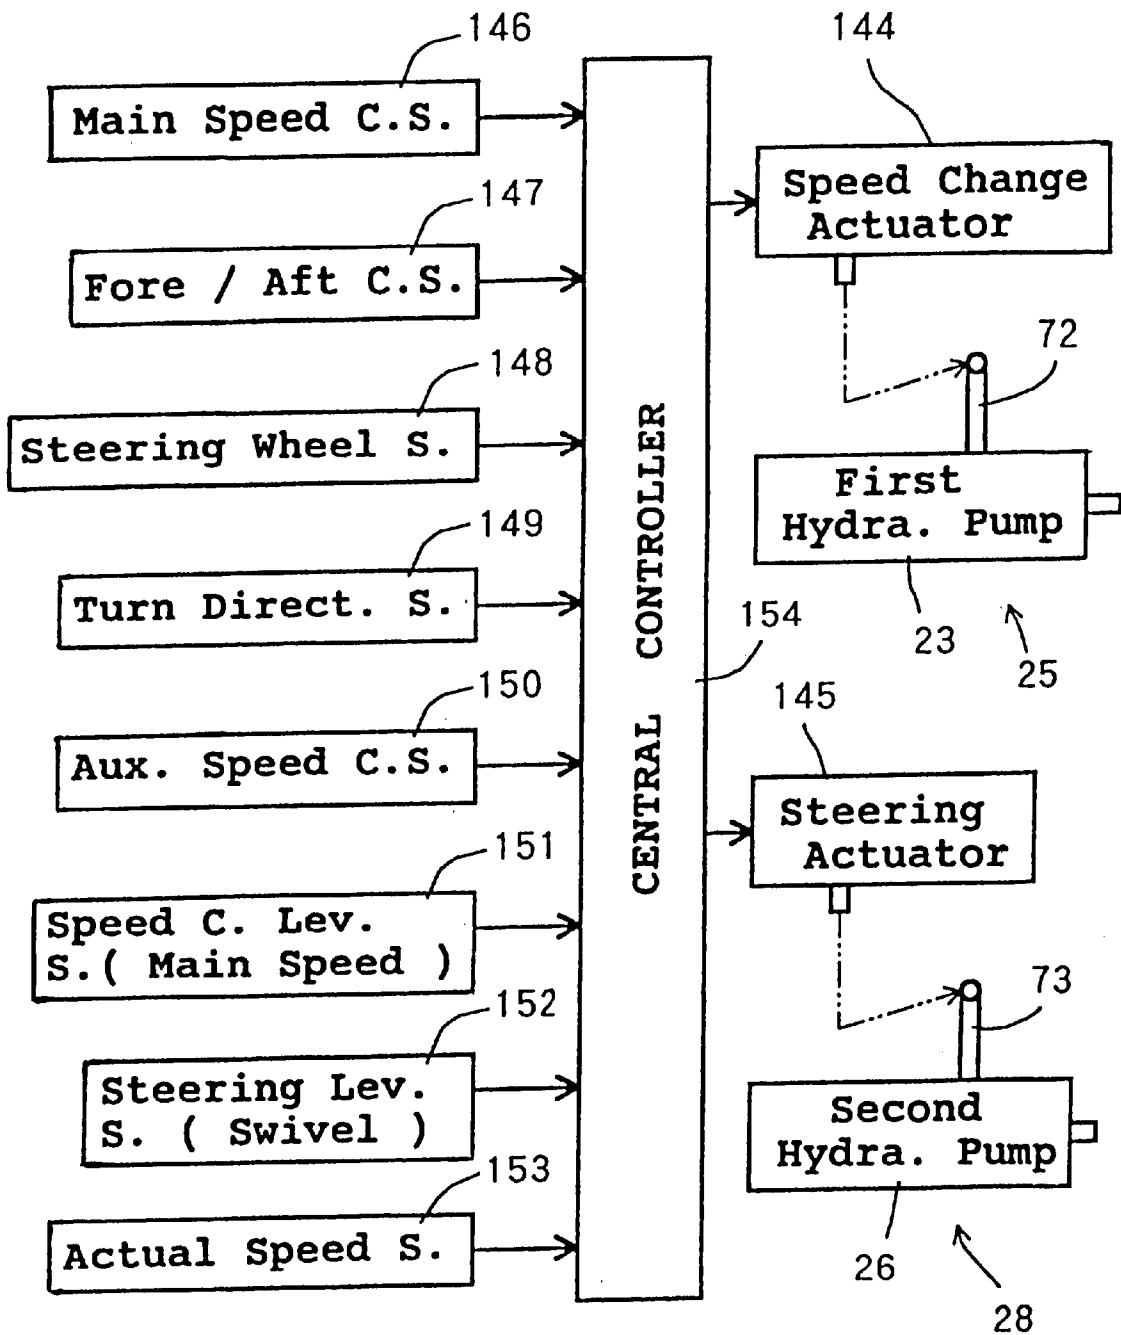 146
Main Speed C.S.
147
Fore / Aft C.S.
148
Steering Wheel S.
149
Turn Direct. S.
150
Aux. Speed C.S.
151
Speed C. Lev.
S.( Main Speed )
152
Steering Lev.
S. ( Swivel )
153
Actual Speed S.
CENTRAL CONTROLLER
154
144
Speed Change
Actuator
72
First
Hydra. Pump
23
25
145
Steering
Actuator
73
Second
Hydra. Pump
26
28